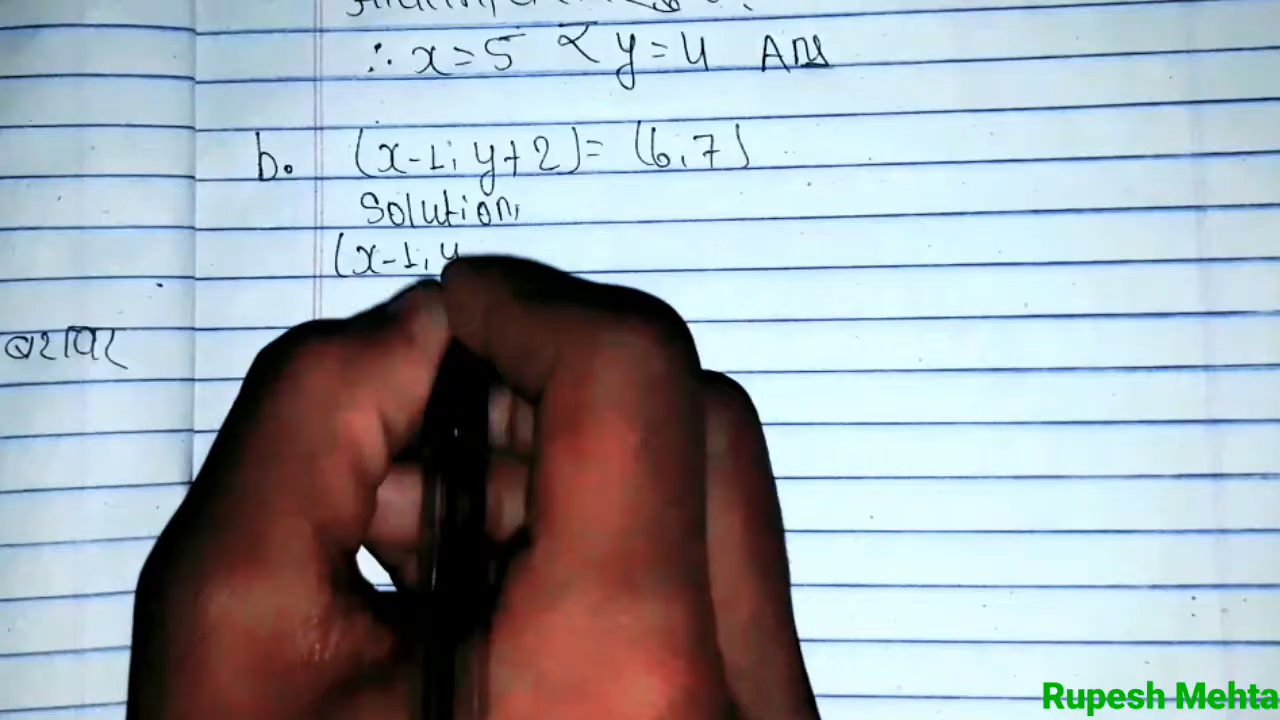 ∴ x = 5 र y = 4 Ans
b. (x-1, y+2) = (6,7)
Solution,
(x-1, y
बराबर
Rupesh Mehta